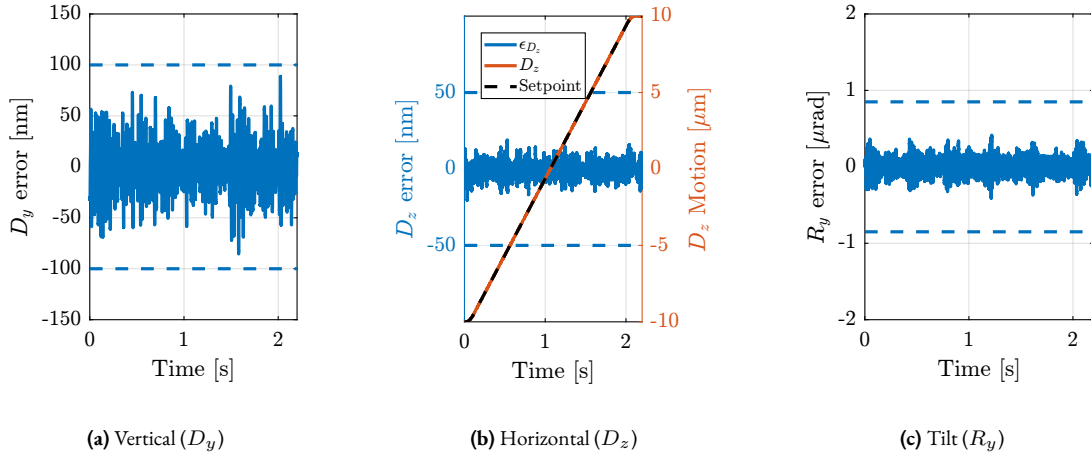 150
100
50
0
-50
-100
-150
D_y error [nm]
0
1
2
Time [s]
(a) Vertical (D_y)
ϵ_{D_z}
D_z
Setpoint
50
0
-50
D_z error [nm]
10
5
0
-5
-10
D_z Motion [μm]
0
1
2
Time [s]
(b) Horizontal (D_z)
2
1
0
-1
-2
R_y error [μrad]
0
1
2
Time [s]
(c) Tilt (R_y)